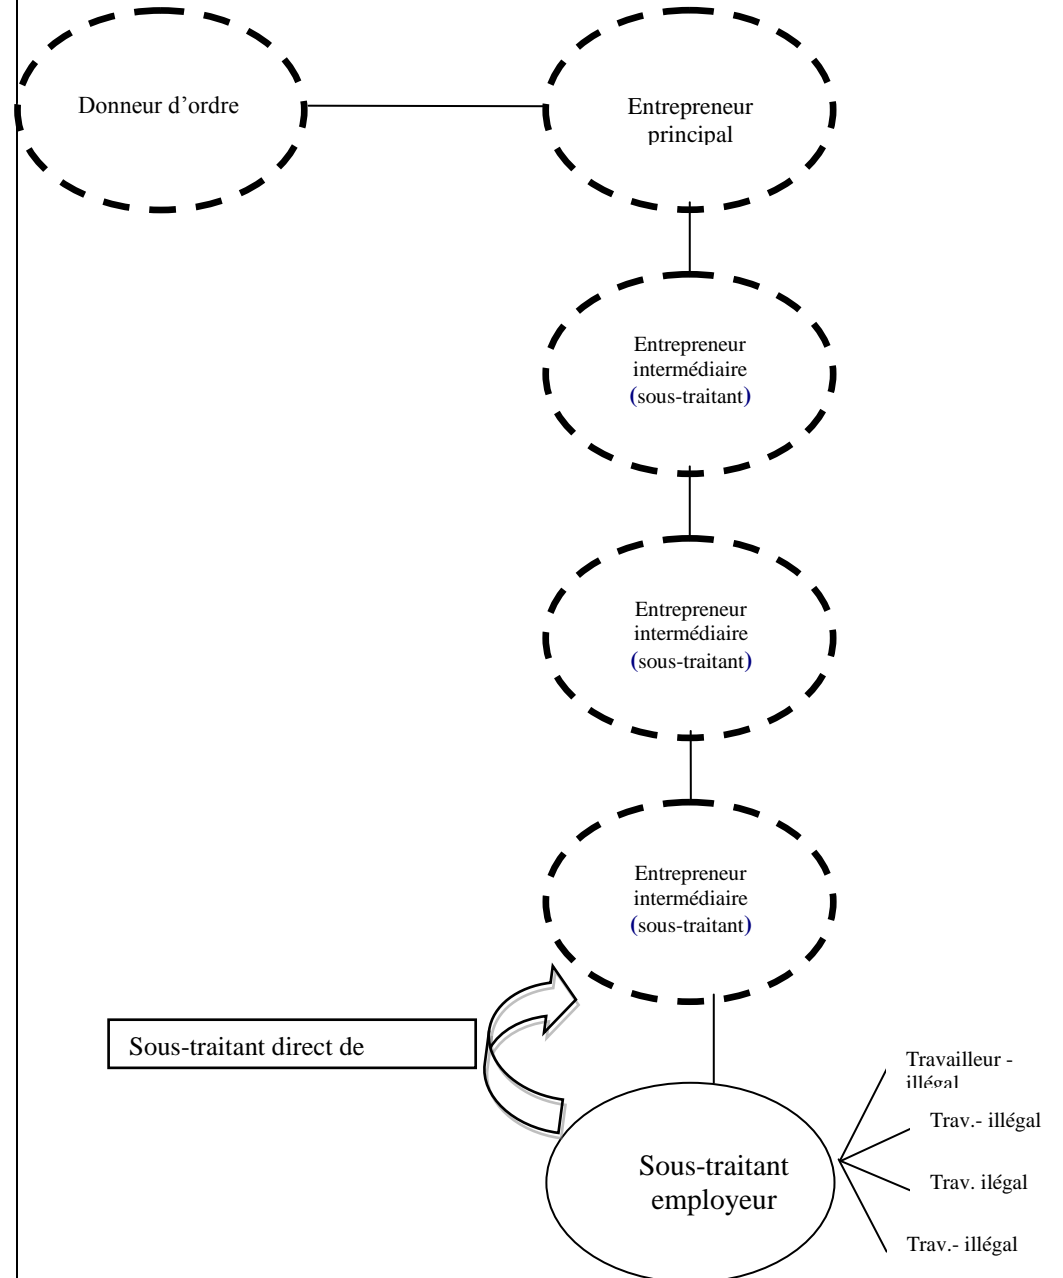 Donneur d'ordre
Entrepreneur
principal
Entrepreneur
intermédiaire
(sous-traitant)
Entrepreneur
intermédiaire
(sous-traitant)
Entrepreneur
intermédiaire
(sous-traitant)
Sous-traitant direct de
Sous-traitant
employeur
Travailleur -
illégal
Trav.- illégal
Trav. ilégal
Trav.- illégal